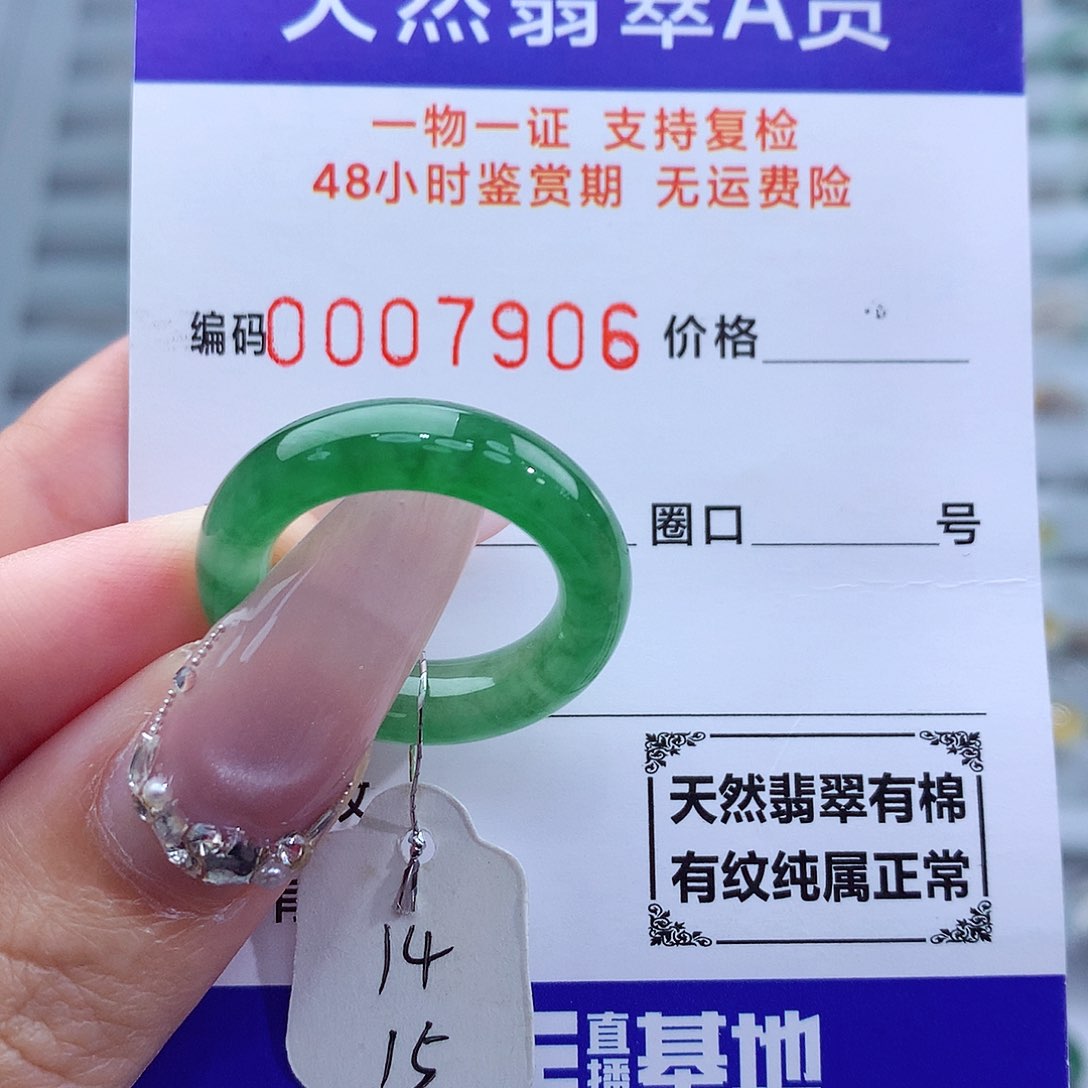 天然翡翠A货
一物一证 支持复检
48小时鉴赏期 无运费险
编码0007906 价格
圈口 号
天然翡翠有棉
有纹纯属正常
14
15
直播基地